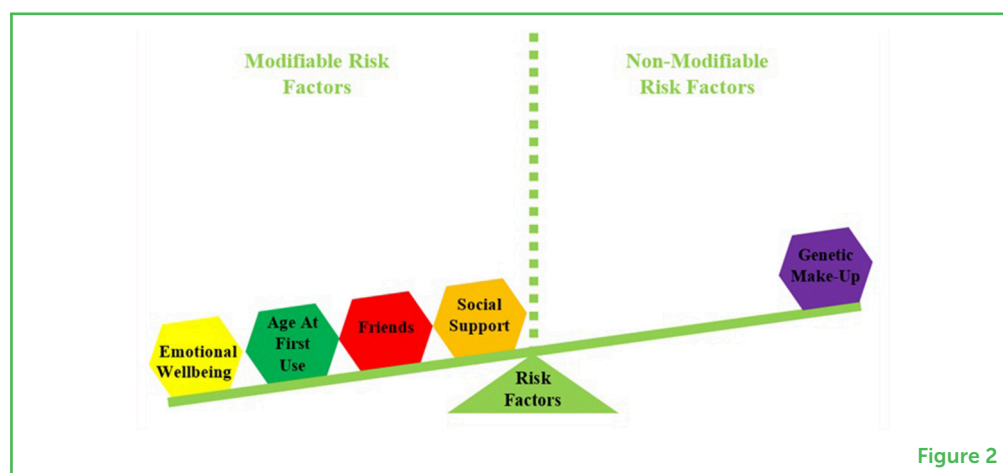 Modifiable Risk
Factors
Non-Modifiable
Risk Factors
Emotional
Wellbeing
Age At
First
Use
Friends
Social
Support
Genetic
Make-Up
Risk
Factors
Figure 2